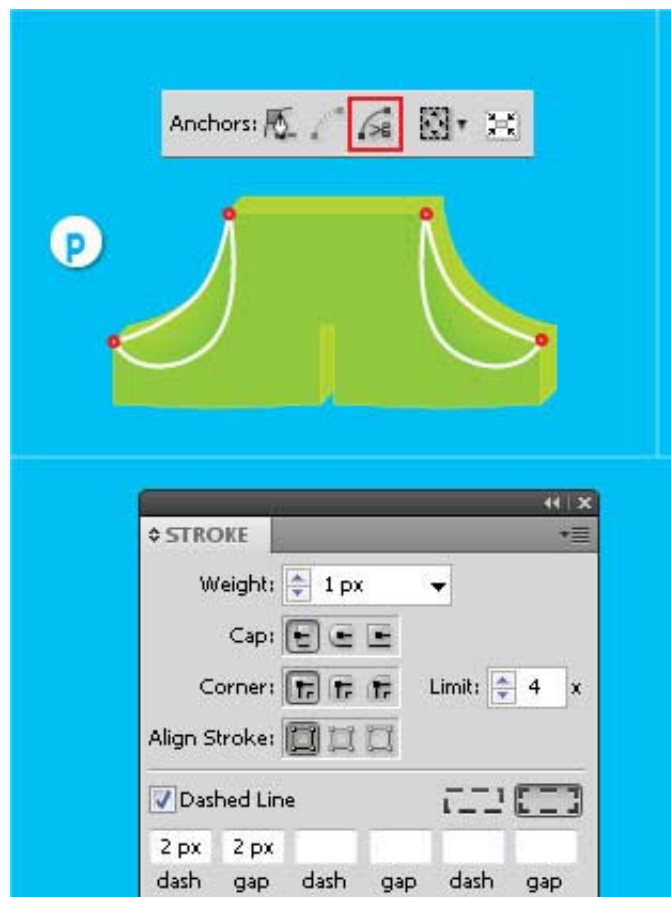 Anchors:
p
STROKE
Weight: 1 px
Cap:
Corner: Limit: 4 x
Align Stroke:
Dashed Line
2 px 2 px
dash gap dash gap dash gap